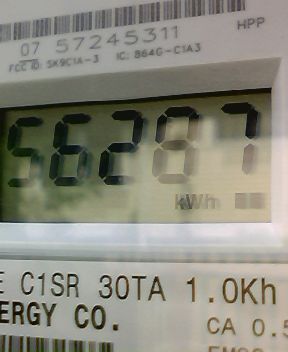 HPP
07 57245311
FCC ID: SK9C1A-3 IC: 864G-C1A3
56287
kWh
E C1SR 30TA 1.0Kh
ERGY CO.
CA 0.5